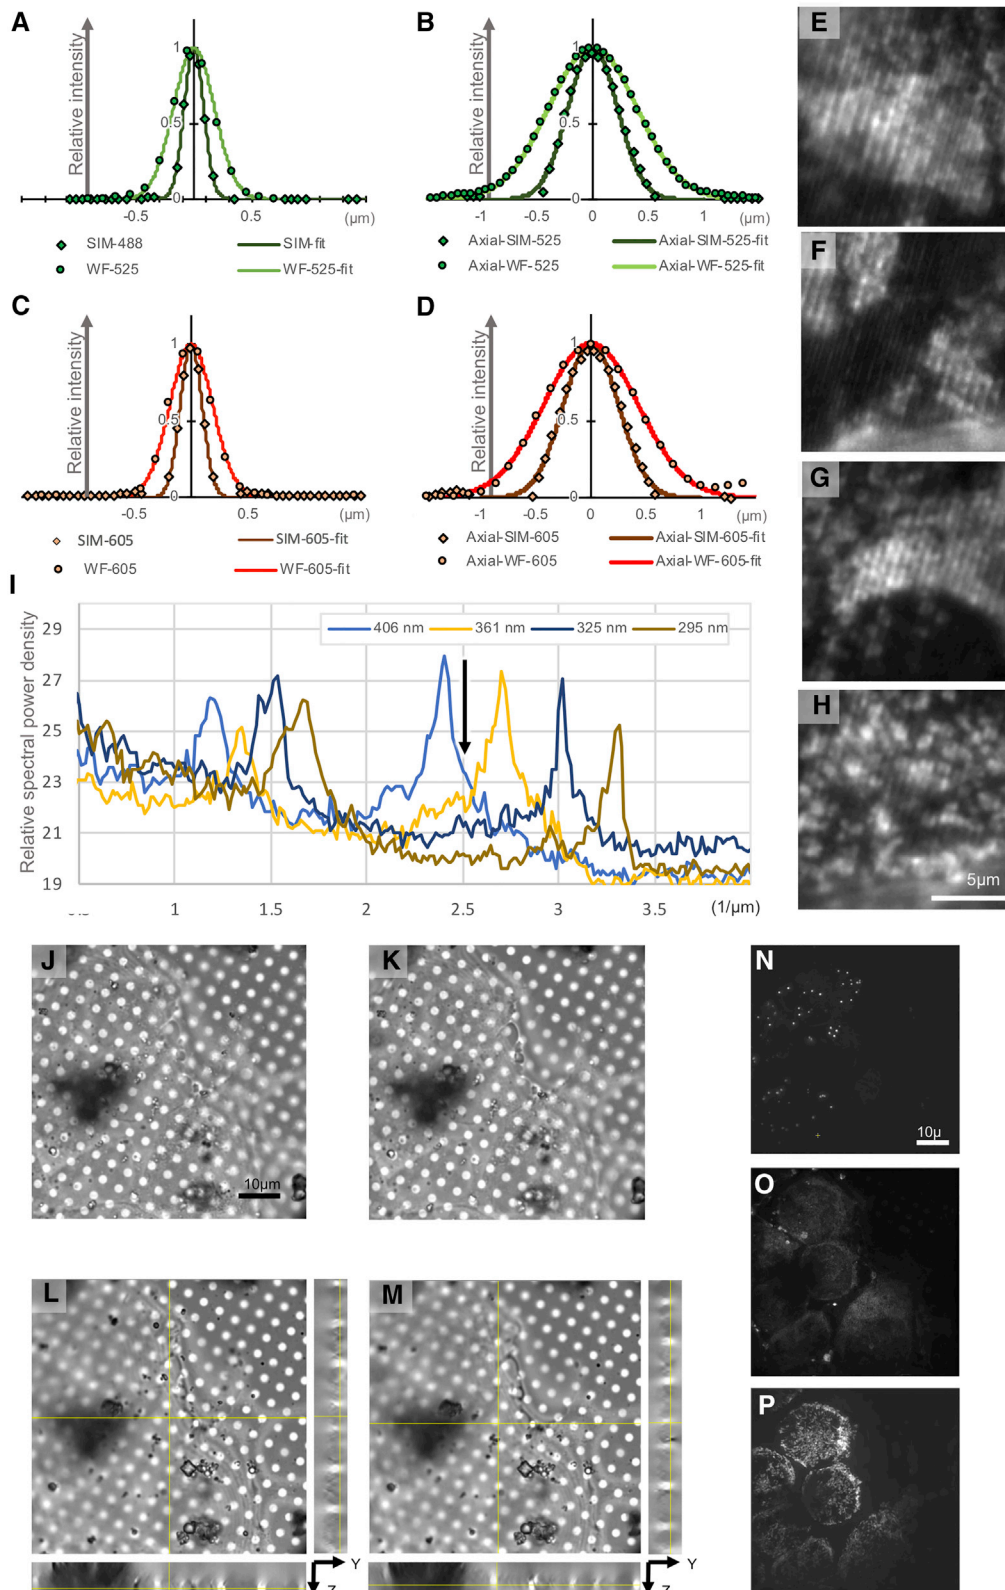 A
Relative intensity
1
0.5
0
-0.5
0.5
(µm)
SIM-488
SIM-fit
WF-525
WF-525-fit
B
Relative intensity
1
0.5
0
-1
-0.5
0
0.5
1
(µm)
Axial-SIM-525
Axial-SIM-525-fit
Axial-WF-525
Axial-WF-525-fit
C
Relative intensity
1
0.5
0
-0.5
0.5
(µm)
SIM-605
SIM-605-fit
WF-605
WF-605-fit
D
Relative intensity
1
0.5
0
-1
-0.5
0
0.5
1
(µm)
Axial-SIM-605
Axial-SIM-605-fit
Axial-WF-605
Axial-WF-605-fit
E
F
G
H
5µm
I
Relative spectral power density
29
27
25
23
21
19
406 nm
361 nm
325 nm
295 nm
1
1.5
2
2.5
3
3.5
(1/µm)
J
10µm
K
L
M
Y
Y
N
10µ
O
P